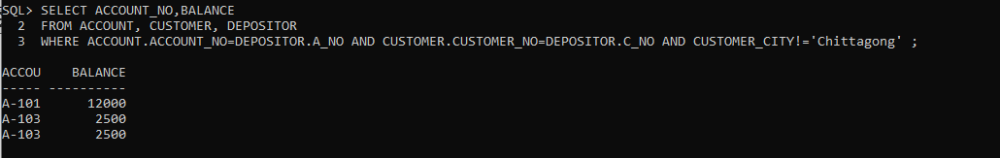 SQL> SELECT ACCOUNT_NO,BALANCE
  2  FROM ACCOUNT, CUSTOMER, DEPOSITOR
  3  WHERE ACCOUNT.ACCOUNT_NO=DEPOSITOR.A_NO AND CUSTOMER.CUSTOMER_NO=DEPOSITOR.C_NO AND CUSTOMER_CITY!='Chittagong' ;
ACCOU    BALANCE
----- ----------
A-101      12000
A-103       2500
A-103       2500